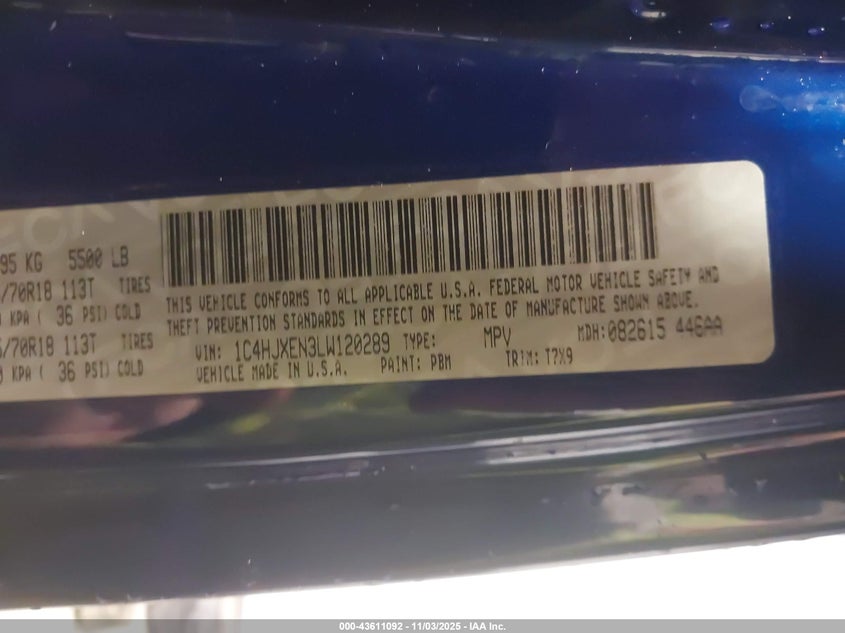 95 KG 5500 LB
/70R18 113T TIRES
KPA ( 36 PSI) COLD
/70R18 113T
KPA ( 36 PSI) COLD
THIS VEHICLE CONFORMS TO ALL APPLICABLE U.S.A. FEDERAL MOTOR VEHICLE SAFETY AND
THEFT PREVENTION STANDARDS IN EFFECT ON THE DATE OF MANUFACTURE SHOWN ABOVE.
VIN: 1C4HJXEN3LW120289 TYPE: MPV MDH: 082615 446AA
VEHICLE MADE IN U.S.A. PAINT: PBM TRIM: T7X9
000-43611092 - 11/03/2025 - IAA Inc.